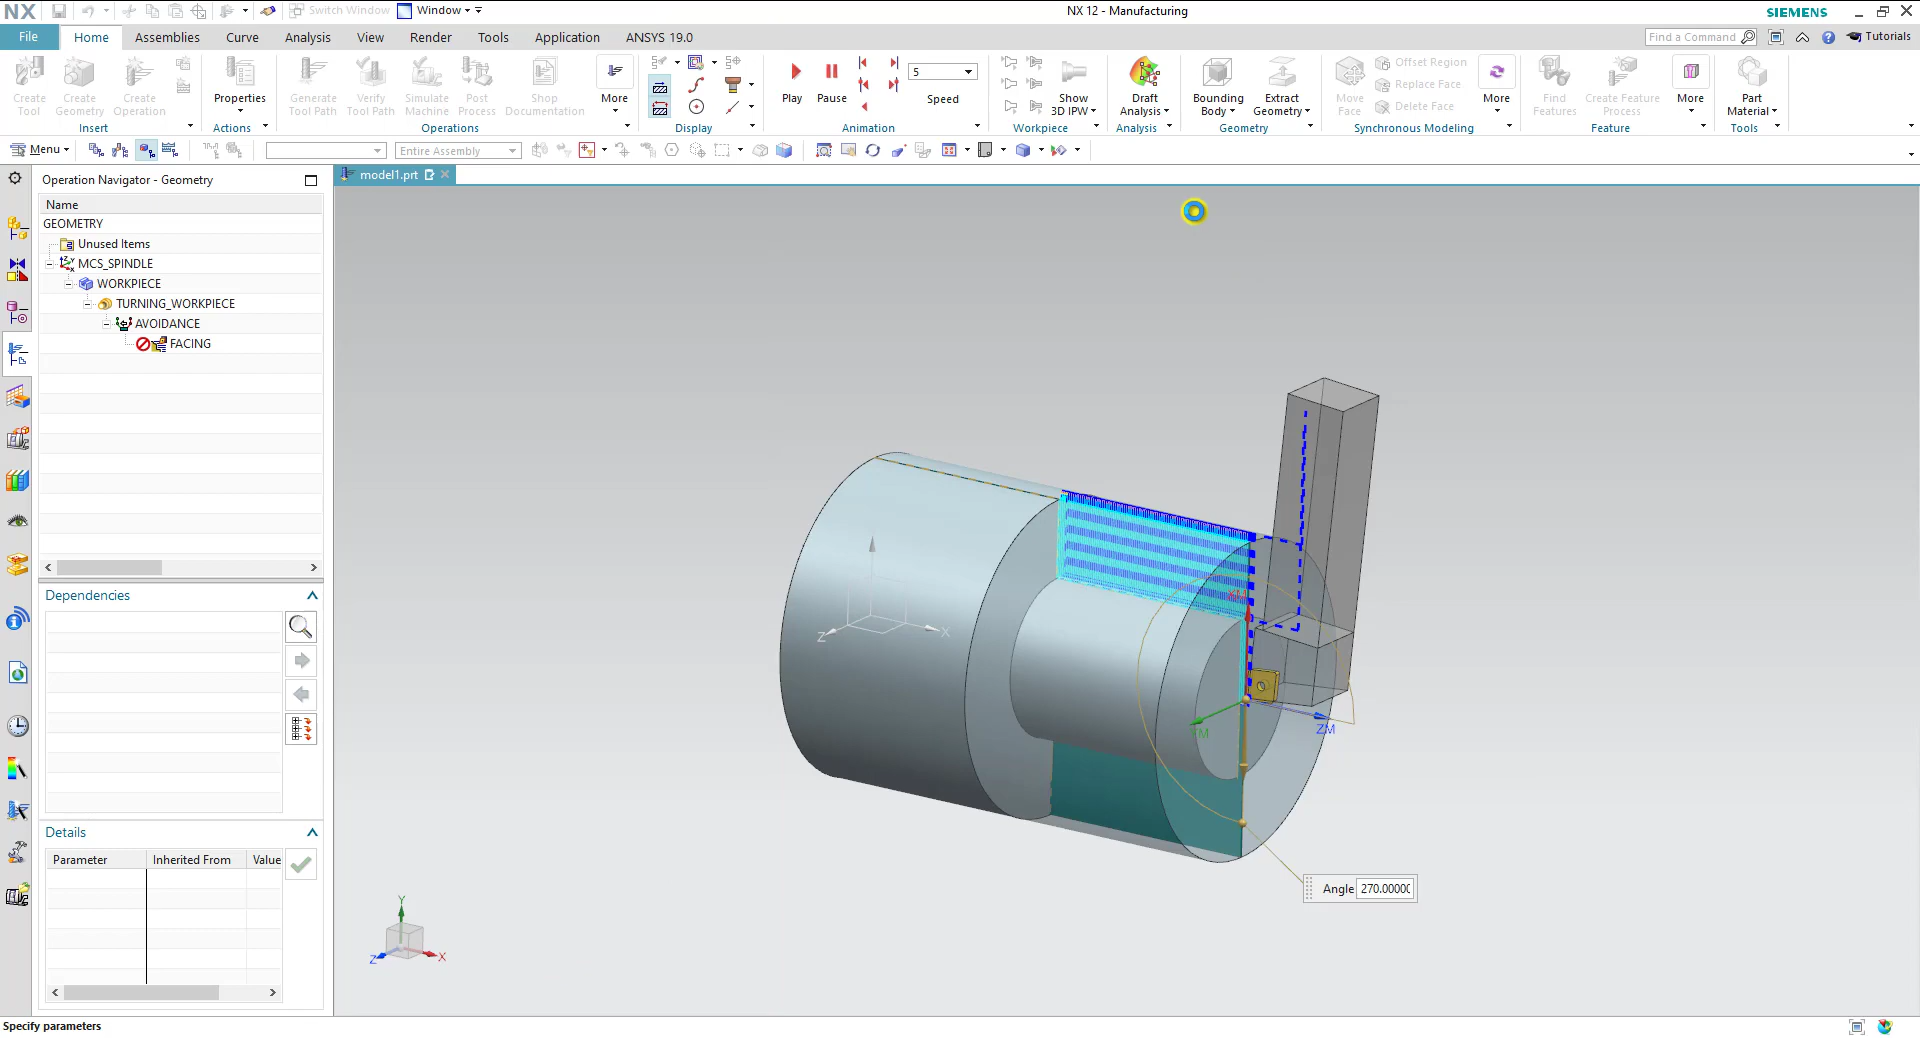 NX
Switch Window
Window
NX 12 - Manufacturing
SIEMENS
File
Home
Assemblies
Curve
Analysis
View
Render
Tools
Application
ANSYS 19.0
Find a Command
Tutorials
Create Tool
Create Geometry
Create Operation
Properties
Generate Tool Path
Verify Tool Path
Simulate Machine
Post Process
Shop Documentation
More
Play
Pause
5
Speed
Show 3D IPW
Draft Analysis
Bounding Body
Extract Geometry
Move Face
Offset Region
Replace Face
Delete Face
More
Find Features
Create Feature Process
More
Part Material
Insert
Actions
Operations
Display
Animation
Workpiece
Analysis
Geometry
Synchronous Modeling
Feature
Tools
Menu
Entire Assembly
Operation Navigator - Geometry
model1.prt
Name
GEOMETRY
Unused Items
MCS_SPINDLE
WORKPIECE
TURNING_WORKPIECE
AVOIDANCE
FACING
Dependencies
Details
Parameter
Inherited From
Value
Z
X
XM
YM
ZM
Angle 270.00000
Y
Z
X
Specify parameters